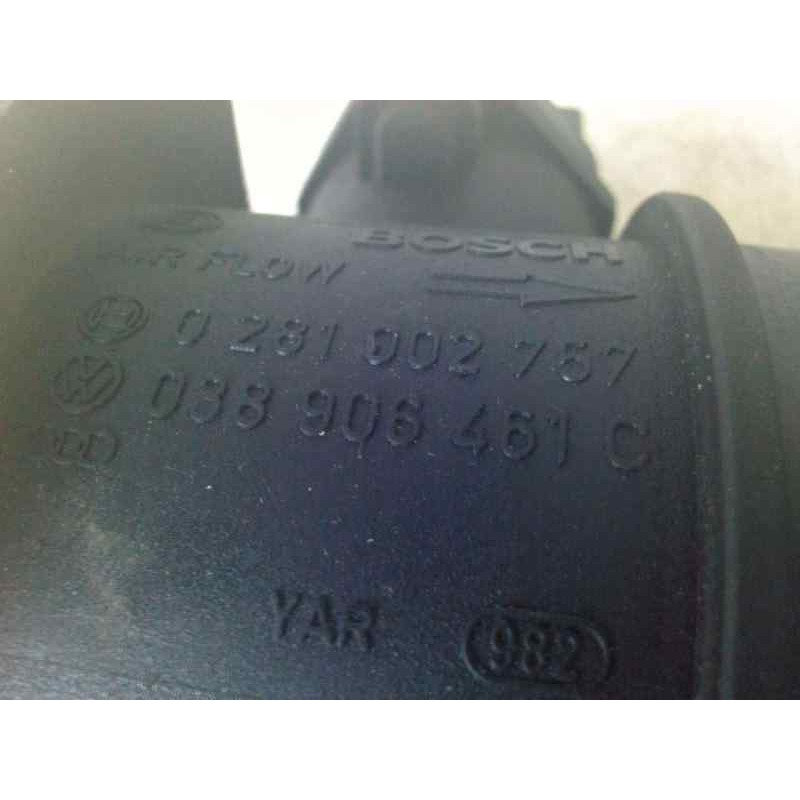 BOSCH
AIR FLOW
0 281 002 757
038 906 461 C
YAR
982